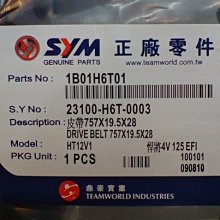 SYM
GENUINE PARTS
正廠零件
WWW.TEAMWORLD.COM.TW
Parts No : 1B01H6T01
S.Y No : 23100-H6T-0003
Description : 皮帶757X19.5X28
DRIVE BELT 757X19.5X28
Model : HT12V1 悍將4V 125 EFI
PKG Unit : 1 PCS 100101
090810
鼎豪實業
TEAMWORLD INDUSTRIES